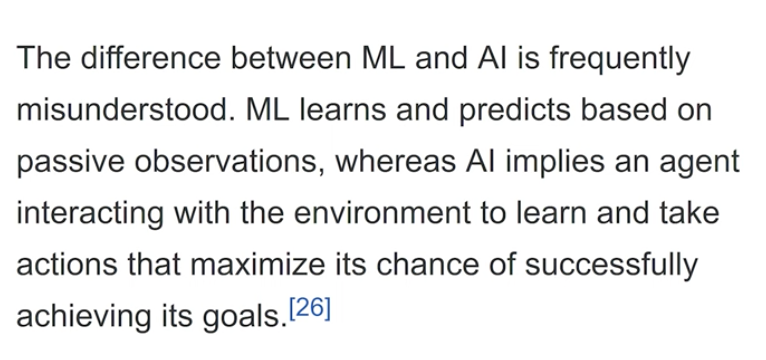 The difference between ML and AI is frequently
misunderstood. ML learns and predicts based on
passive observations, whereas AI implies an agent
interacting with the environment to learn and take
actions that maximize its chance of successfully
achieving its goals.[26]